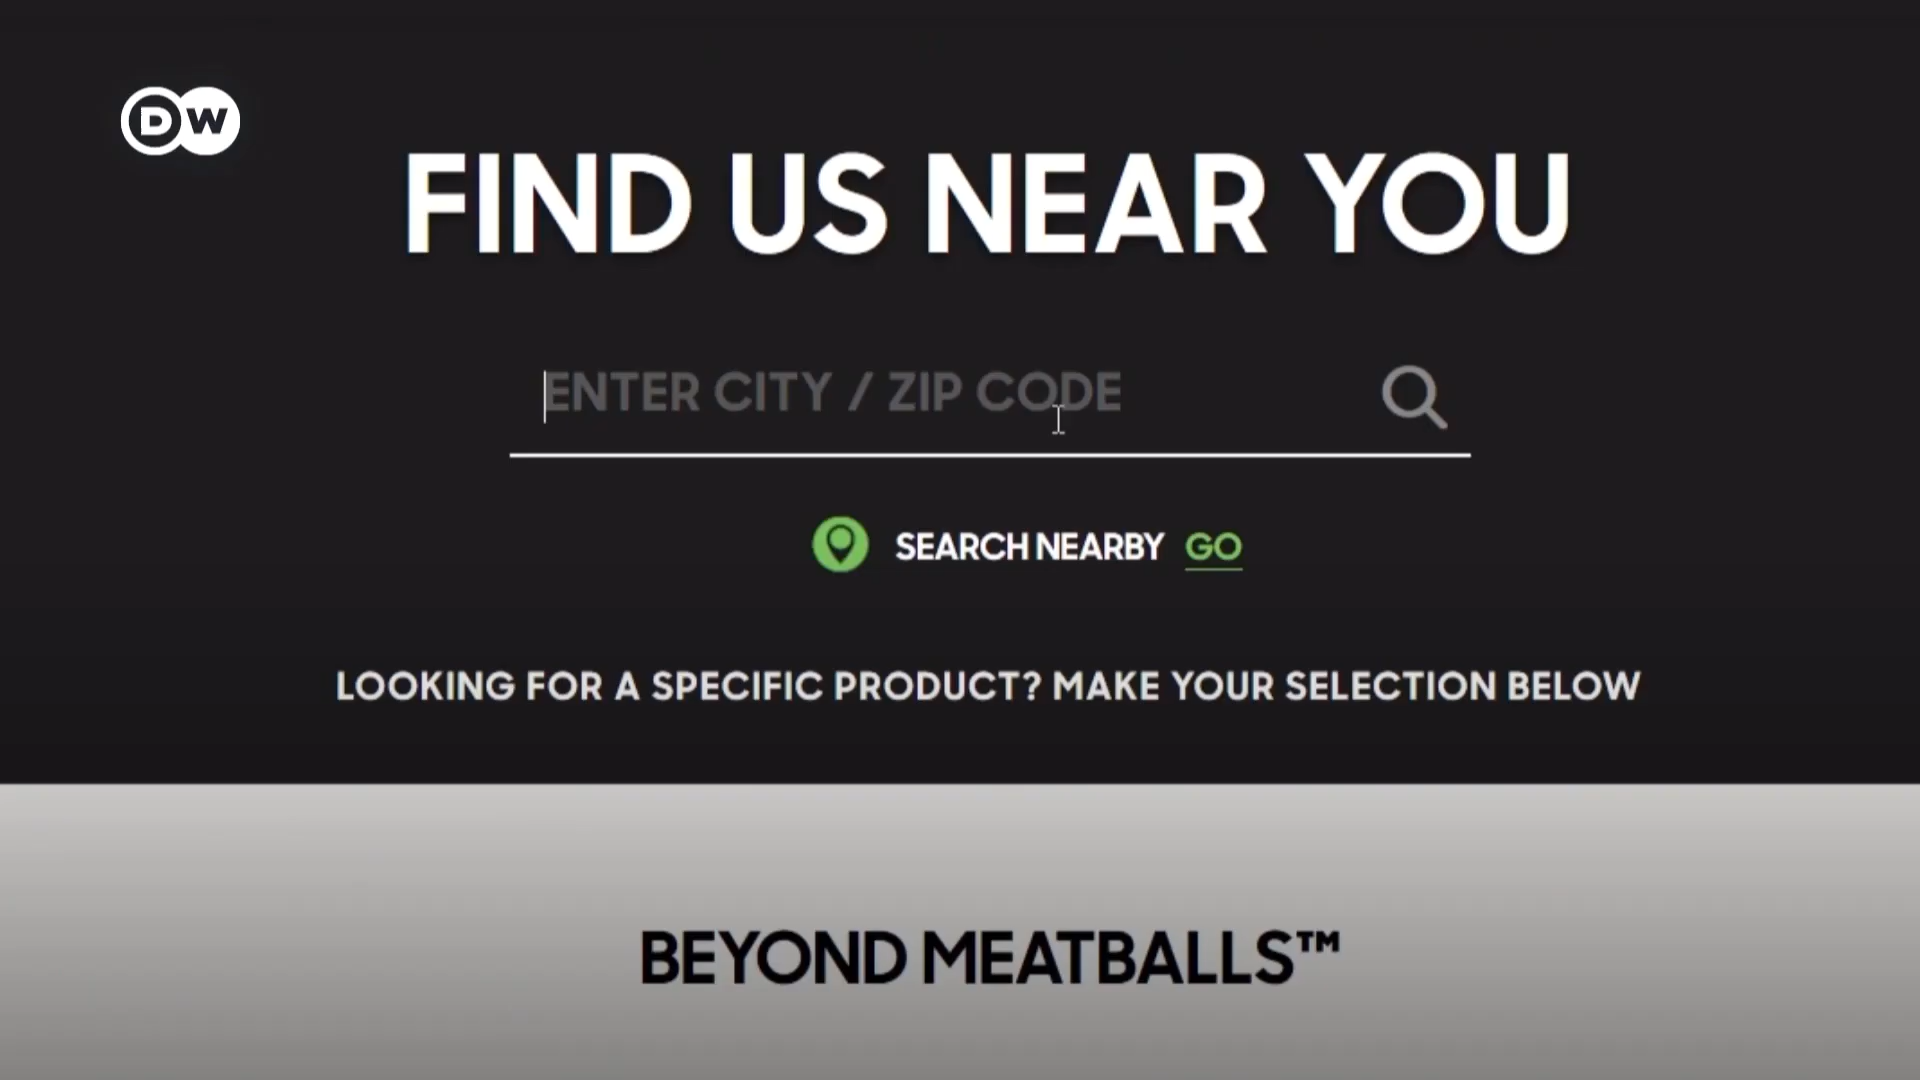 DW
FIND US NEAR YOU
ENTER CITY / ZIP CODE
SEARCH NEARBY GO
LOOKING FOR A SPECIFIC PRODUCT? MAKE YOUR SELECTION BELOW
BEYOND MEATBALLS™